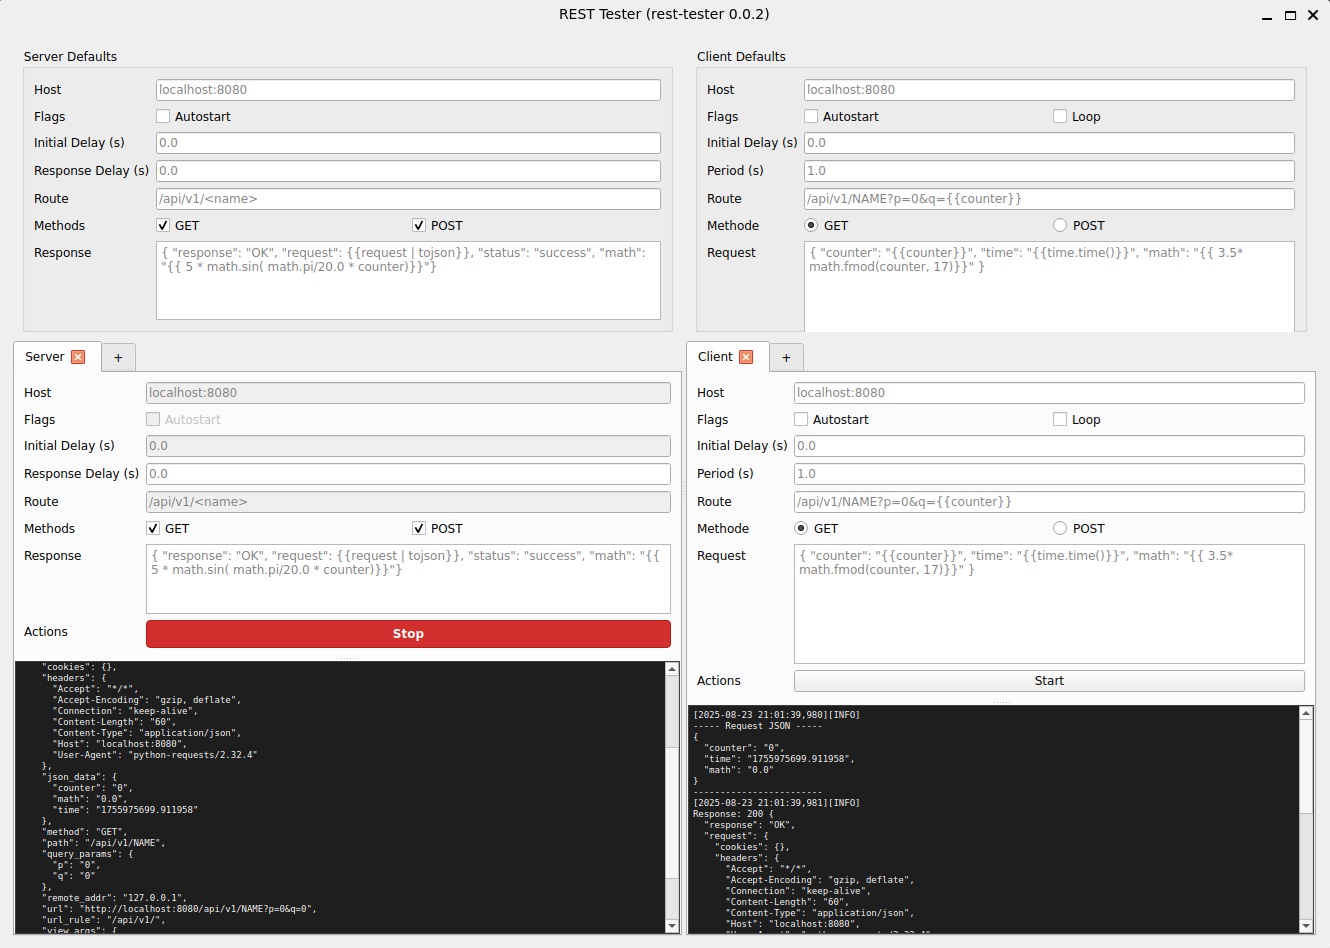 REST Tester (rest-tester 0.0.2)
Server Defaults
Host
localhost:8080
Flags
Autostart
Initial Delay (s)
0.0
Response Delay (s)
0.0
Route
/api/v1/<name>
Methods
GET
POST
Response
{ "response": "OK", "request": {{request | tojson}}, "status": "success", "math":
"{{ 5 * math.sin( math.pi/20.0 * counter)}}"}
Client Defaults
Host
localhost:8080
Flags
Autostart
Loop
Initial Delay (s)
0.0
Period (s)
1.0
Route
/api/v1/NAME?p=0&q={{counter}}
Methode
GET
POST
Request
{ "counter": "{{counter}}", "time": "{{time.time()}}", "math": "{{ 3.5*
math.fmod(counter, 17)}}" }
Server
+
Host
localhost:8080
Flags
Autostart
Initial Delay (s)
0.0
Response Delay (s)
0.0
Route
/api/v1/<name>
Methods
GET
POST
Response
{ "response": "OK", "request": {{request | tojson}}, "status": "success", "math": "{{
5 * math.sin( math.pi/20.0 * counter)}}"}
Actions
Stop
"cookies": {},
"headers": {
"Accept": "*/*",
"Accept-Encoding": "gzip, deflate",
"Connection": "keep-alive",
"Content-Length": "60",
"Content-Type": "application/json",
"Host": "localhost:8080",
"User-Agent": "python-requests/2.32.4"
},
"json_data": {
"counter": "0",
"math": "0.0",
"time": "1755975699.911958"
},
"method": "GET",
"path": "/api/v1/NAME",
"query_params": {
"p": "0",
"q": "0"
},
"remote_addr": "127.0.0.1",
"url": "http://localhost:8080/api/v1/NAME?p=0&q=0",
"url_rule": "/api/v1/",
"view_args": {
Client
+
Host
localhost:8080
Flags
Autostart
Loop
Initial Delay (s)
0.0
Period (s)
1.0
Route
/api/v1/NAME?p=0&q={{counter}}
Methode
GET
POST
Request
{ "counter": "{{counter}}", "time": "{{time.time()}}", "math": "{{ 3.5*
math.fmod(counter, 17)}}" }
Actions
Start
[2025-08-23 21:01:39,980][INFO]
----- Request JSON -----
{
"counter": "0",
"time": "1755975699.911958",
"math": "0.0"
}
------------------------
[2025-08-23 21:01:39,981][INFO]
Response: 200 {
"response": "OK",
"request": {
"cookies": {},
"headers": {
"Accept": "*/*",
"Accept-Encoding": "gzip, deflate",
"Connection": "keep-alive",
"Content-Length": "60",
"Content-Type": "application/json",
"Host": "localhost:8080",